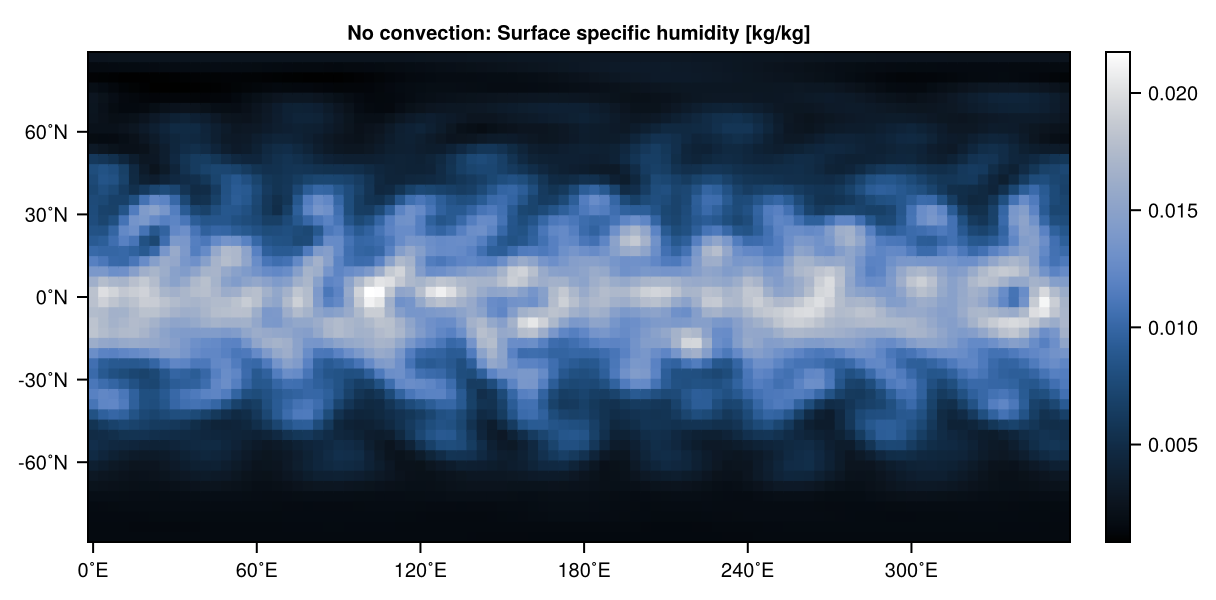 No convection: Surface specific humidity [kg/kg]
60˚N
30˚N
0˚N
-30˚N
-60˚N
0˚E
60˚E
120˚E
180˚E
240˚E
300˚E
0.020
0.015
0.010
0.005